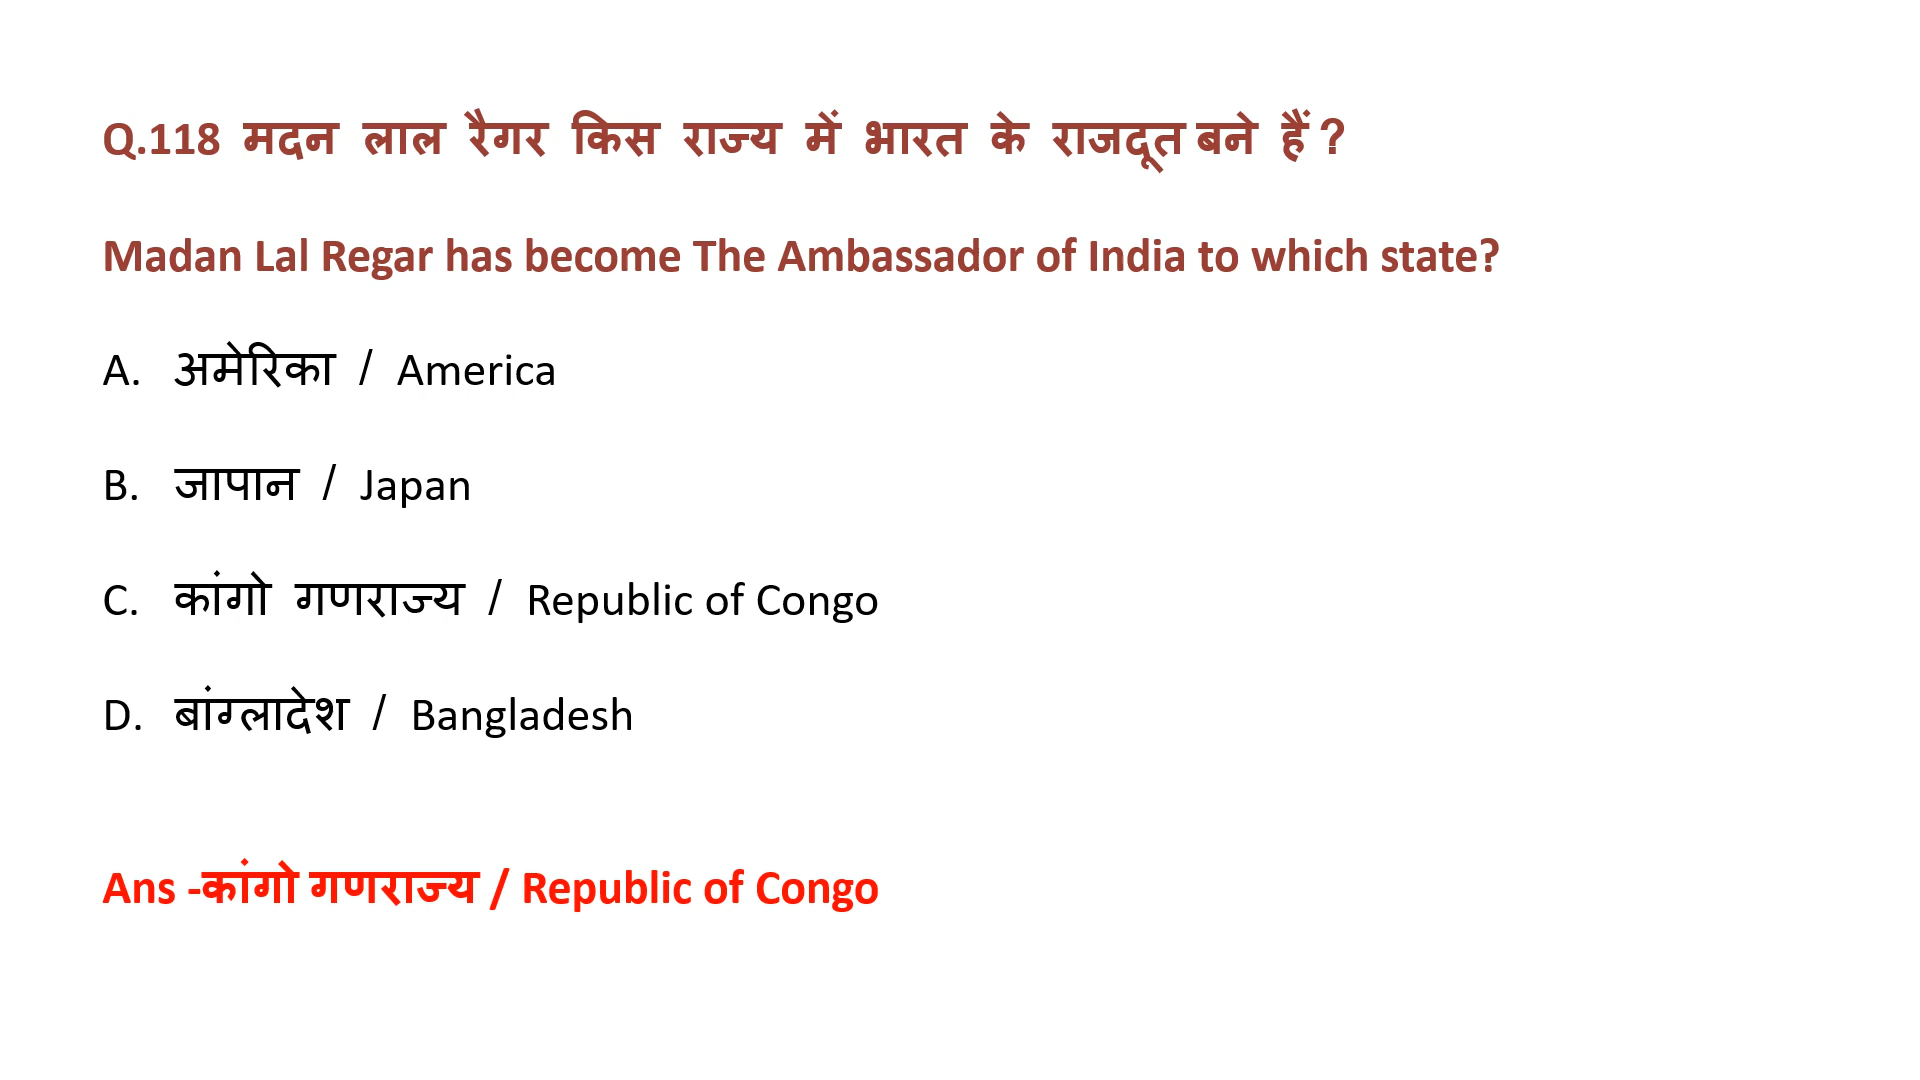 Q.118 मदन लाल रैगर किस राज्य में भारत के राजदूत बने हैं ?
Madan Lal Regar has become The Ambassador of India to which state?
A. अमेरिका / America
B. जापान / Japan
C. कांगो गणराज्य / Republic of Congo
D. बांग्लादेश / Bangladesh
Ans -कांगो गणराज्य / Republic of Congo